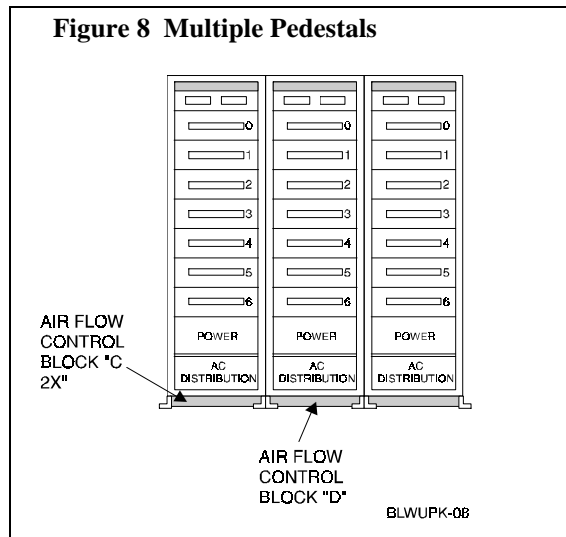 Figure 8 Multiple Pedestals
0 0 0
1 1 1
2 2 2
3 3 3
4 4 4
5 5 5
6 6 6
POWER POWER POWER
AC AC AC
DISTRIBUTION DISTRIBUTION DISTRIBUTION
AIR FLOW
CONTROL
BLOCK "C
2X"
AIR FLOW
CONTROL
BLOCK "D"
BLWUPK-08